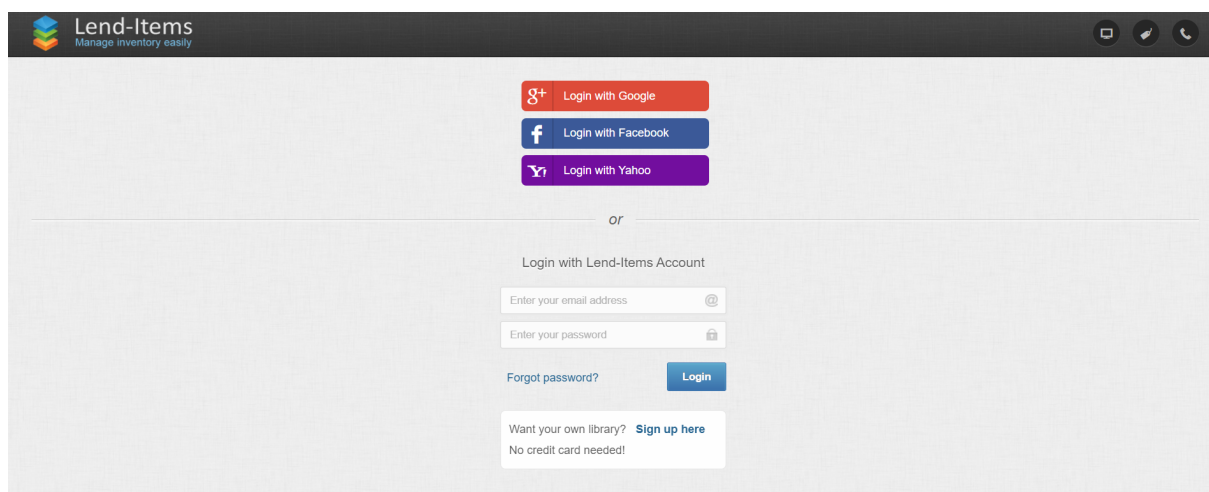 Lend-Items
Manage inventory easily
g+ Login with Google
f Login with Facebook
Y! Login with Yahoo
or
Login with Lend-Items Account
Enter your email address @
Enter your password
Forgot password? Login
Want your own library? Sign up here
No credit card needed!